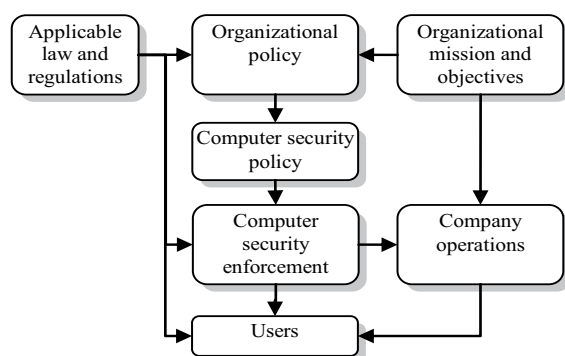 Applicable
law and
regulations
Organizational
policy
Organizational
mission and
objectives
Computer security
policy
Computer
security
enforcement
Company
operations
Users